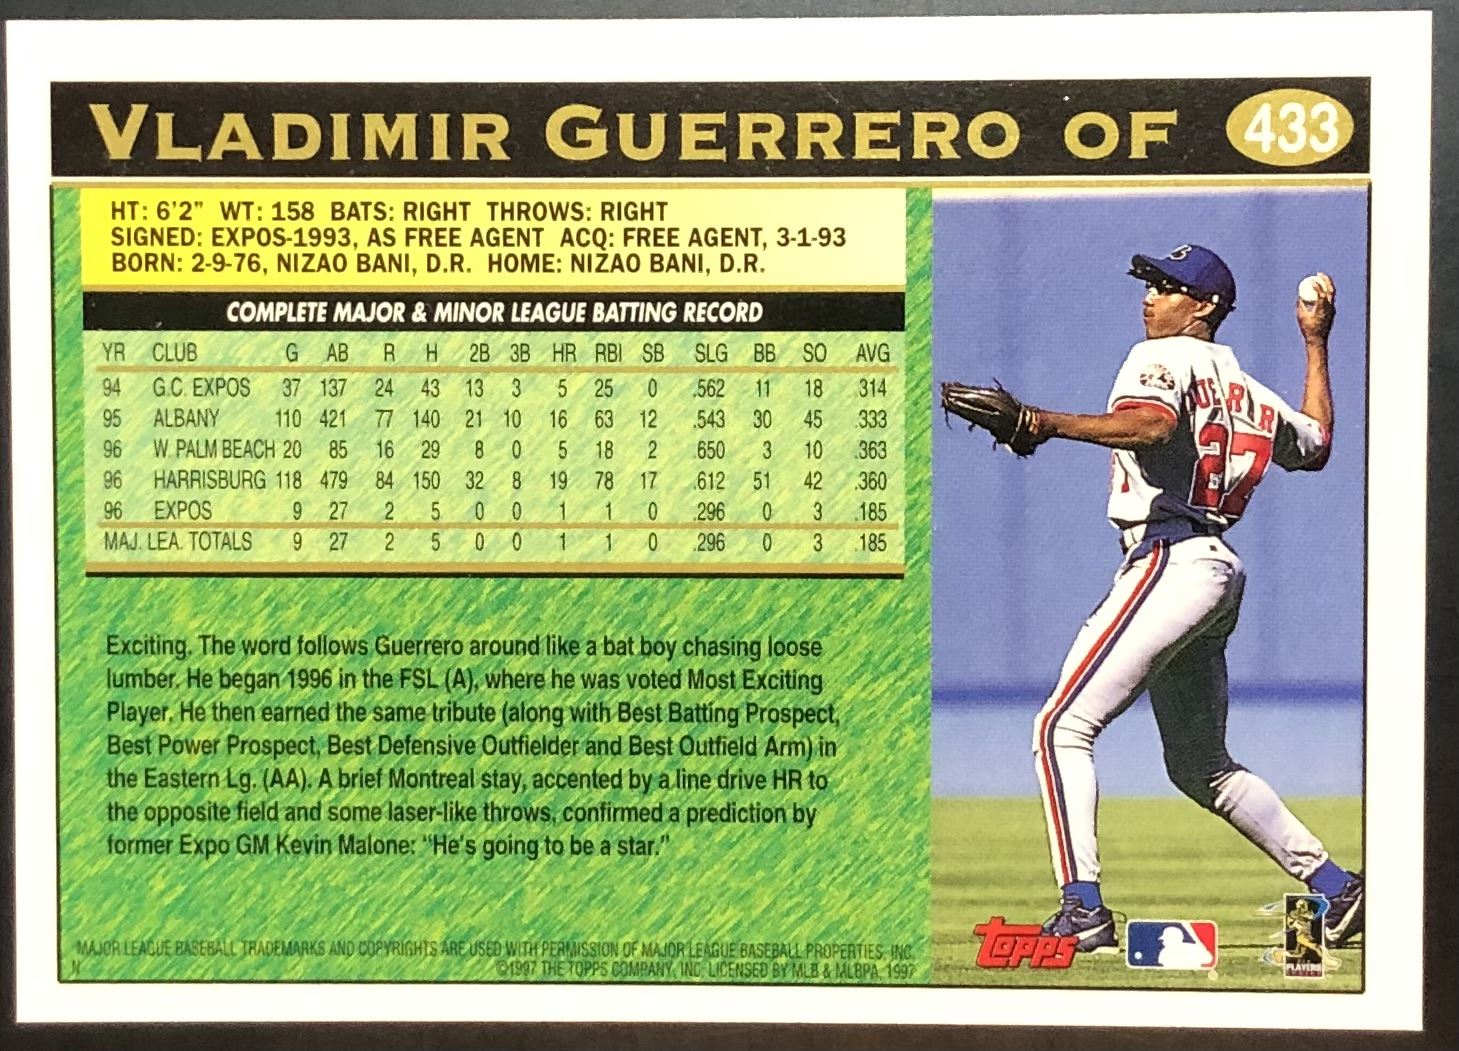 VLADIMIR GUERRERO OF 433
HT: 6'2" WT: 158 BATS: RIGHT THROWS: RIGHT
SIGNED: EXPOS-1993, AS FREE AGENT ACQ: FREE AGENT, 3-1-93
BORN: 2-9-76, NIZAO BANI, D.R. HOME: NIZAO BANI, D.R.
COMPLETE MAJOR & MINOR LEAGUE BATTING RECORD
YR CLUB G AB R H 2B 3B HR RBI SB SLG BB SO AVG
94 G.C. EXPOS 37 137 24 43 13 3 5 25 0 .562 11 18 .314
95 ALBANY 110 421 77 140 21 10 16 63 12 .543 30 45 .333
96 W. PALM BEACH 20 85 16 29 8 0 5 18 2 .650 3 10 .363
96 HARRISBURG 118 479 84 150 32 8 19 78 17 .612 51 42 .360
96 EXPOS 9 27 2 5 0 0 1 1 0 .296 0 3 .185
MAJ. LEA. TOTALS 9 27 2 5 0 0 1 1 0 .296 0 3 .185
Exciting. The word follows Guerrero around like a bat boy chasing loose
lumber. He began 1996 in the FSL (A), where he was voted Most Exciting
Player. He then earned the same tribute (along with Best Batting Prospect,
Best Power Prospect, Best Defensive Outfielder and Best Outfield Arm) in
the Eastern Lg. (AA). A brief Montreal stay, accented by a line drive HR to
the opposite field and some laser-like throws, confirmed a prediction by
former Expo GM Kevin Malone: "He's going to be a star."
MAJOR LEAGUE BASEBALL TRADEMARKS AND COPYRIGHTS ARE USED WITH PERMISSION OF MAJOR LEAGUE BASEBALL PROPERTIES, INC.
N ©1997 THE TOPPS COMPANY, INC. LICENSED BY MLB & MLBPA, 1997
B
UERRER
27
TOPPS
PLAYERS